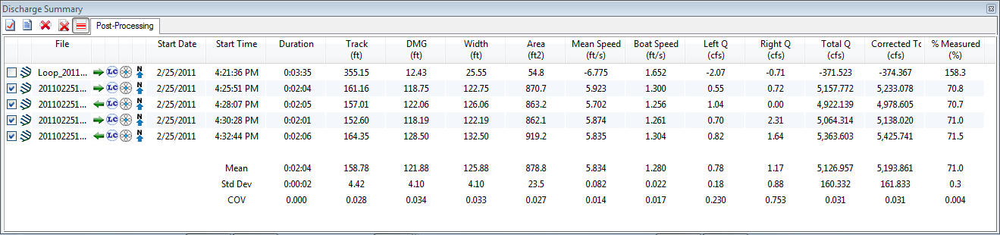 Discharge Summary
Post-Processing
File Start Date Start Time Duration Track DMG Width Area Mean Speed Boat Speed Left Q Right Q Total Q Corrected Tc % Measured
(ft) (ft) (ft) (ft2) (ft/s) (ft/s) (cfs) (cfs) (cfs) (cfs) (%)
Loop_2011... LC N 2/25/2011 4:21:36 PM 0:03:35 355.15 12.43 25.55 54.8 -6.775 1.652 -2.07 -0.71 -371.523 -374.367 158.3
201102251... LC N 2/25/2011 4:25:51 PM 0:02:04 161.16 118.75 122.75 870.7 5.923 1.300 0.55 0.72 5,157.772 5,233.078 70.8
201102251... LC N 2/25/2011 4:28:07 PM 0:02:05 157.01 122.06 126.06 863.2 5.702 1.256 1.04 0.00 4,922.139 4,978.605 70.7
201102251... LC N 2/25/2011 4:30:28 PM 0:02:01 152.60 118.19 122.19 862.1 5.874 1.261 0.70 2.31 5,064.314 5,138.020 71.0
201102251... LC N 2/25/2011 4:32:44 PM 0:02:06 164.35 128.50 132.50 919.2 5.835 1.304 0.82 1.64 5,363.603 5,425.741 71.5
Mean 0:02:04 158.78 121.88 125.88 878.8 5.834 1.280 0.78 1.17 5,126.957 5,193.861 71.0
Std Dev 0:00:02 4.42 4.10 4.10 23.5 0.082 0.022 0.18 0.88 160.332 161.833 0.3
COV 0.000 0.028 0.034 0.033 0.027 0.014 0.017 0.230 0.753 0.031 0.031 0.004